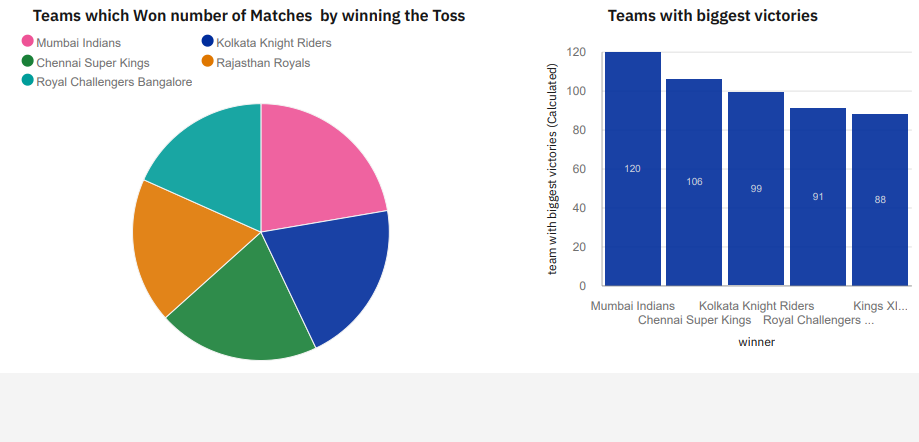 Teams which Won number of Matches by winning the Toss
Mumbai Indians
Kolkata Knight Riders
Chennai Super Kings
Rajasthan Royals
Royal Challengers Bangalore
Teams with biggest victories
team with biggest victories (Calculated)
120
100
80
60
40
20
0
120
106
99
91
88
Mumbai Indians
Kolkata Knight Riders
Kings XI...
Chennai Super Kings
Royal Challengers ...
winner